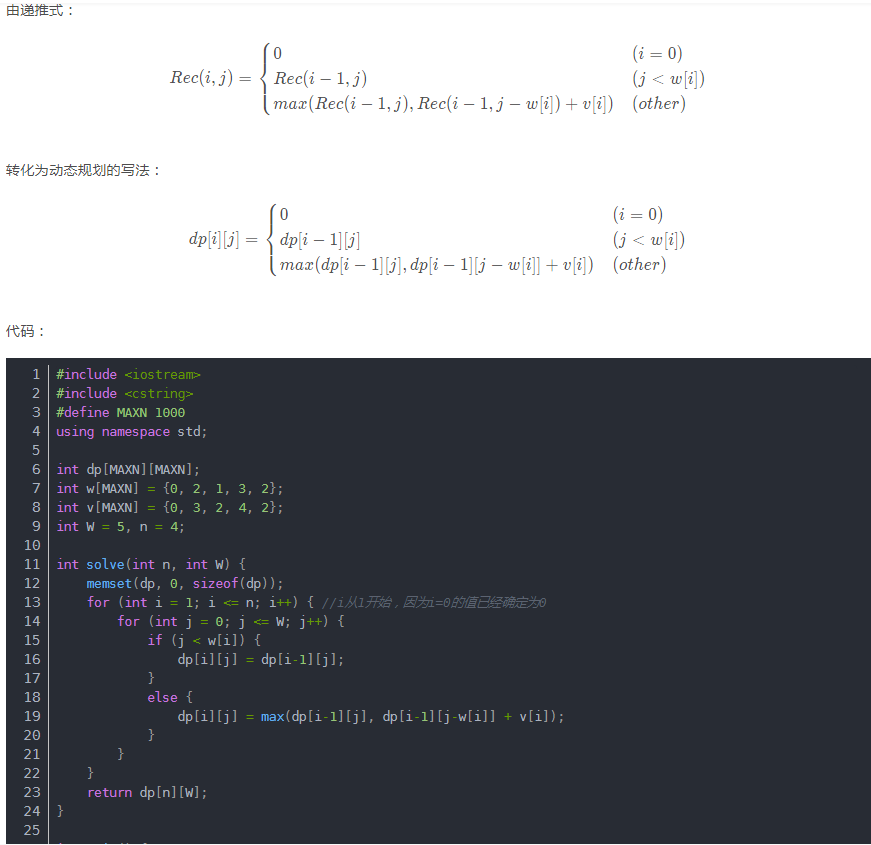 由递推式：
Rec(i, j) = { 0 (i = 0)
Rec(i − 1, j) (j < w[i])
max(Rec(i − 1, j), Rec(i − 1, j − w[i]) + v[i]) (other)
转化为动态规划的写法：
dp[i][j] = { 0 (i = 0)
dp[i − 1][j] (j < w[i])
max(dp[i − 1][j], dp[i − 1][j − w[i]] + v[i]) (other)
代码：
1 #include <iostream>
2 #include <cstring>
3 #define MAXN 1000
4 using namespace std;
5
6 int dp[MAXN][MAXN];
7 int w[MAXN] = {0, 2, 1, 3, 2};
8 int v[MAXN] = {0, 3, 2, 4, 2};
9 int W = 5, n = 4;
10
11 int solve(int n, int W) {
12     memset(dp, 0, sizeof(dp));
13     for (int i = 1; i <= n; i++) { //i从1开始，因为i=0的值已经确定为0
14         for (int j = 0; j <= W; j++) {
15             if (j < w[i]) {
16                 dp[i][j] = dp[i-1][j];
17             }
18             else {
19                 dp[i][j] = max(dp[i-1][j], dp[i-1][j-w[i]] + v[i]);
20             }
21         }
22     }
23     return dp[n][W];
24 }
25